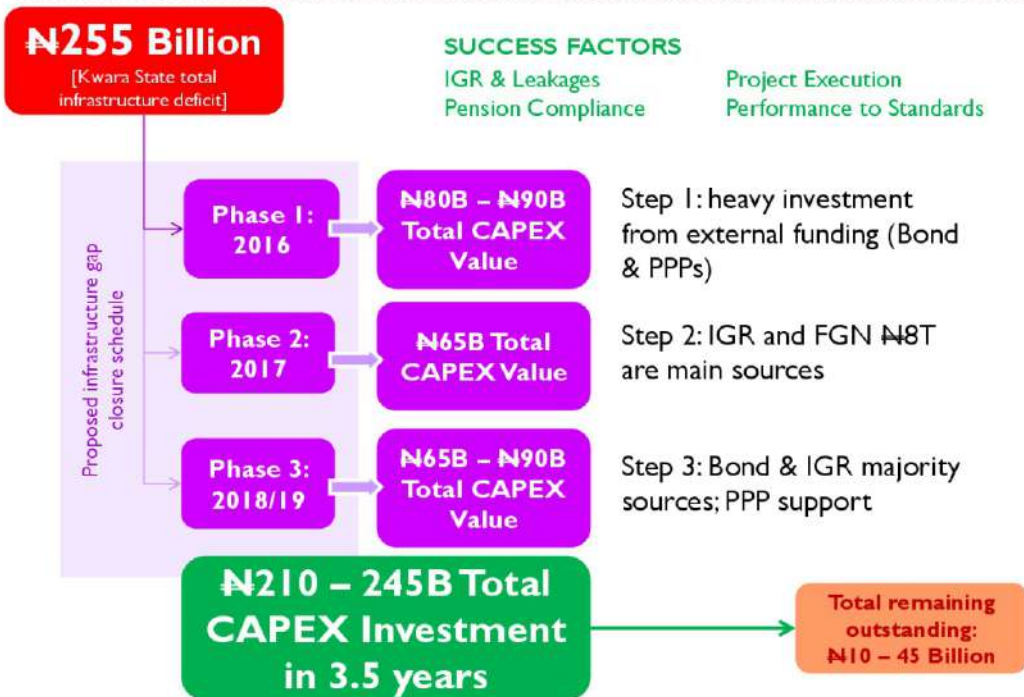 ₦255 Billion
[Kwara State total
infrastructure deficit]
SUCCESS FACTORS
IGR & Leakages
Pension Compliance
Project Execution
Performance to Standards
Proposed infrastructure gap
closure schedule
Phase 1:
2016
₦80B – ₦90B
Total CAPEX
Value
Step 1: heavy investment
from external funding (Bond
& PPPs)
Phase 2:
2017
₦65B Total
CAPEX Value
Step 2: IGR and FGN ₦8T
are main sources
Phase 3:
2018/19
₦65B – ₦90B
Total CAPEX
Value
Step 3: Bond & IGR majority
sources; PPP support
₦210 – 245B Total
CAPEX Investment
in 3.5 years
Total remaining
outstanding:
₦10 – 45 Billion